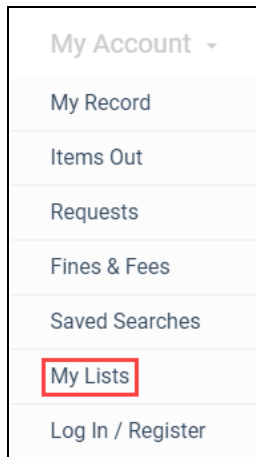 My Account
My Record
Items Out
Requests
Fines & Fees
Saved Searches
My Lists
Log In / Register